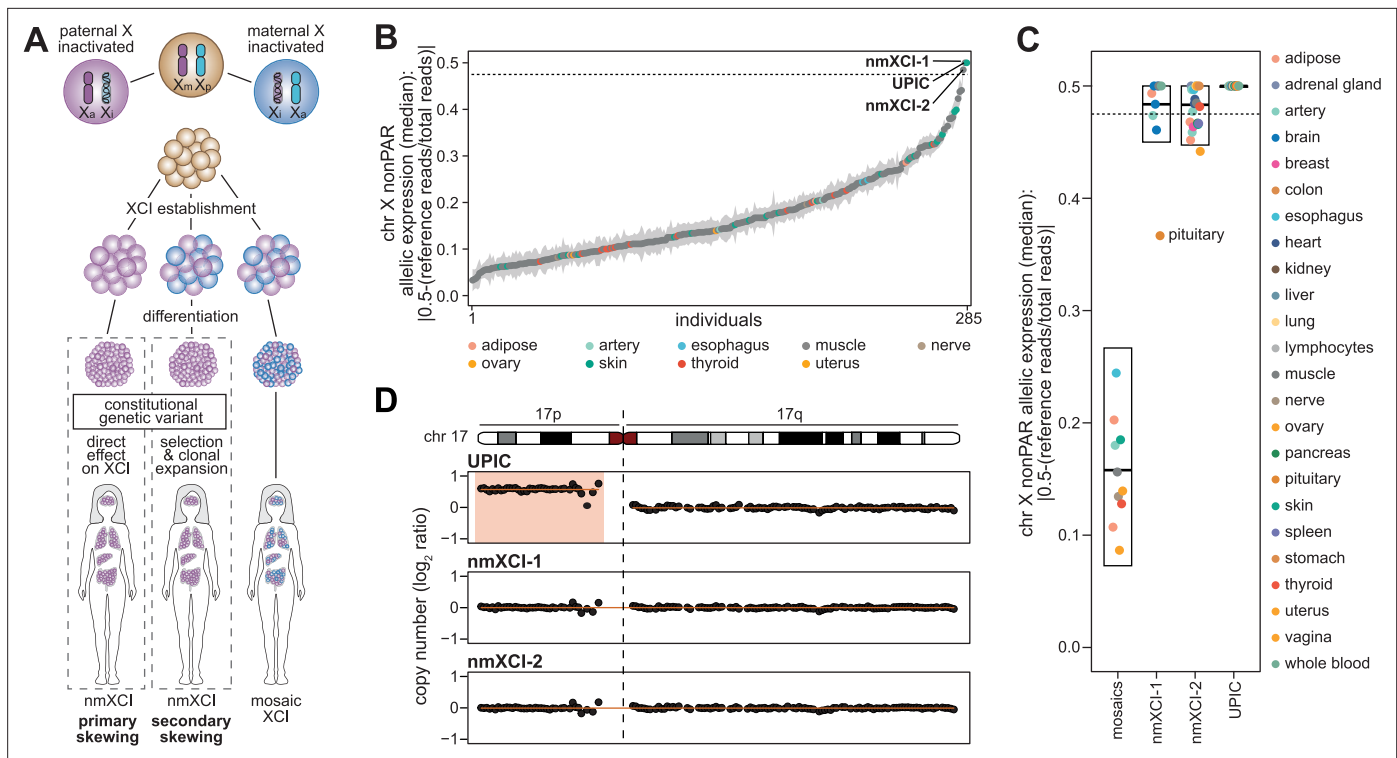 A
paternal X
inactivated
maternal X
inactivated
Xm Xp
Xa Xi
Xi Xa
XCI establishment
differentiation
constitutional
genetic variant
direct
effect
on XCI
selection
& clonal
expansion
nmXCI
primary
skewing
nmXCI
secondary
skewing
mosaic
XCI
B
chr X nonPAR
allelic expression (median):
|0.5-(reference reads/total reads)|
0.5
0.4
0.3
0.2
0.1
0.0
nmXCI-1
UPIC
nmXCI-2
1
individuals
285
adipose
artery
esophagus
muscle
nerve
ovary
skin
thyroid
uterus
D
17p
17q
chr 17
copy number (log2 ratio)
UPIC
1
0
−1
nmXCI-1
1
0
−1
nmXCI-2
1
0
−1
C
chr X nonPAR allelic expression (median):
|0.5-(reference reads/total reads)|
0.5
0.4
0.3
0.2
0.1
0.0
pituitary
mosaics
nmXCI-1
nmXCI-2
UPIC
adipose
adrenal gland
artery
brain
breast
colon
esophagus
heart
kidney
liver
lung
lymphocytes
muscle
nerve
ovary
pancreas
pituitary
skin
spleen
stomach
thyroid
uterus
vagina
whole blood